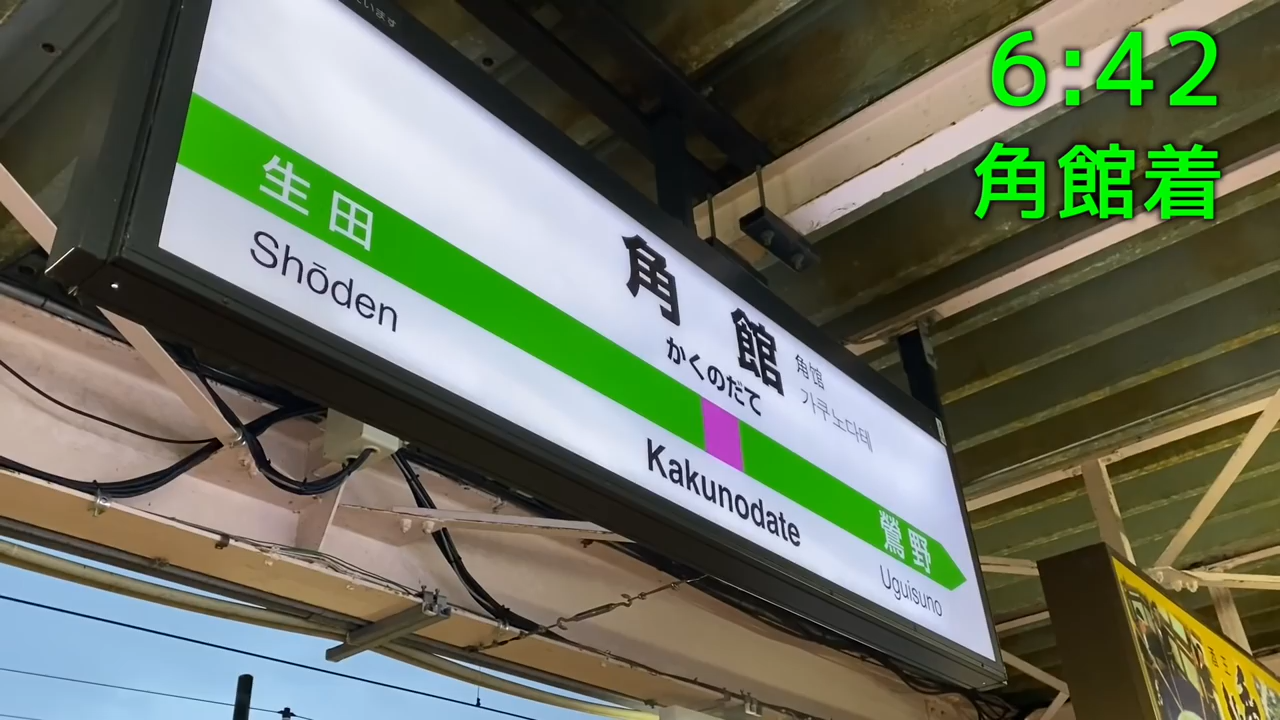 6:42
角館着
生田
Shōden
角館
かくのだて
角馆
가쿠노다테
Kakunodate
鶯野
Uguisuno